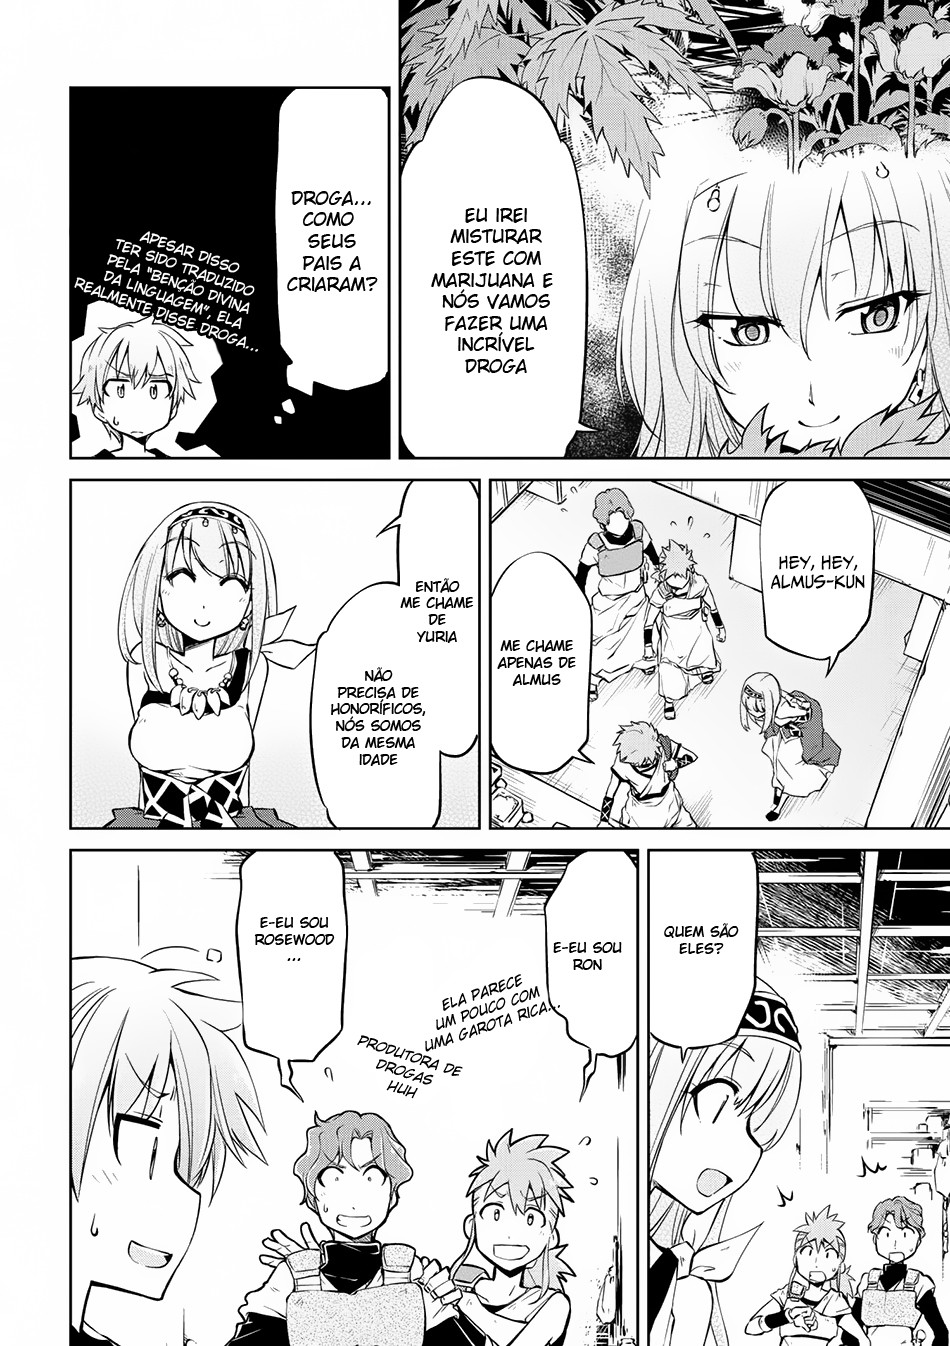 EU IREI
MISTURAR
ESTE COM
MARIJUANA E
NÓS VAMOS
FAZER UMA
INCRÍVEL
DROGA
DROGA...
COMO
SEUS
PAIS A
CRIARAM?
APESAR DISSO
TER SIDO TRADUZIDO
PELA "BENÇÃO DIVINA
DA LINGUAGEM", ELA
REALMENTE DISSE DROGA...
HEY, HEY,
ALMUS-KUN
ME CHAME
APENAS DE
ALMUS
ENTÃO
ME CHAME
DE
YURIA
NÃO
PRECISA DE
HONORÍFICOS,
NÓS SOMOS
DA MESMA
IDADE
QUEM SÃO
ELES?
E-EU SOU
RON
ELA PARECE
UM POUCO COM
UMA GAROTA RICA...
PRODUTORA DE
DROGAS
HUH
E-EU SOU
ROSEWOOD
...